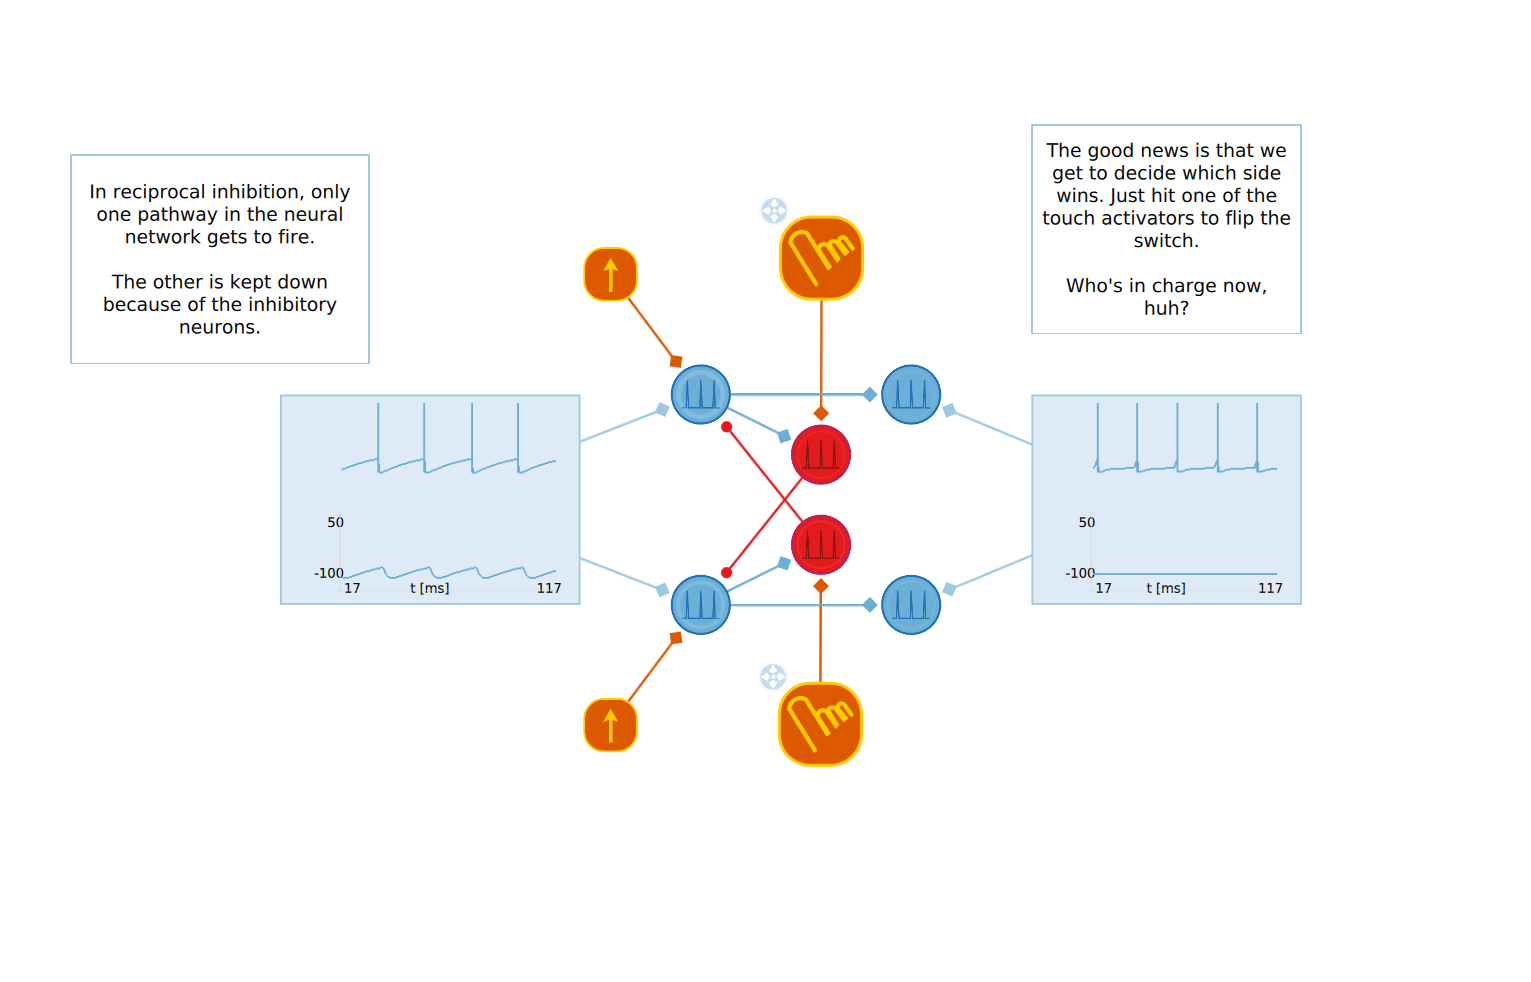 In reciprocal inhibition, only
one pathway in the neural
network gets to fire.
The other is kept down
because of the inhibitory
neurons.
The good news is that we
get to decide which side
wins. Just hit one of the
touch activators to flip the
switch.
Who's in charge now,
huh?
50
-100
17 t [ms] 117
50
-100
17 t [ms] 117